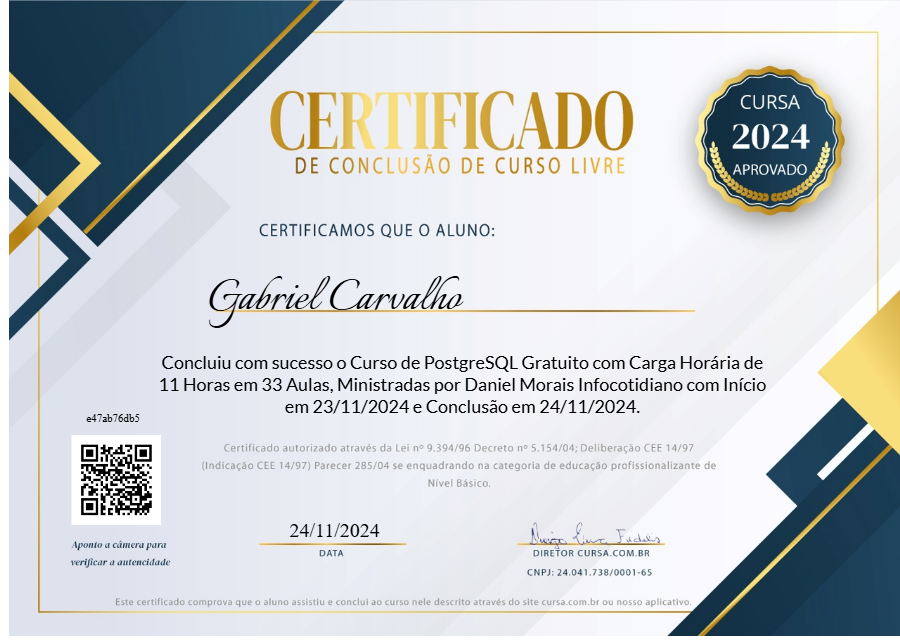 CERTIFICADO
DE CONCLUSÃO DE CURSO LIVRE
CURSA
2024
APROVADO
CERTIFICAMOS QUE O ALUNO:
Gabriel Carvalho
Concluiu com sucesso o Curso de PostgreSQL Gratuito com Carga Horária de
11 Horas em 33 Aulas, Ministradas por Daniel Morais Infocotidiano com Início
em 23/11/2024 e Conclusão em 24/11/2024.
e47ab76db5
Certificado autorizado através da Lei nº 9.394/96 Decreto nº 5.154/04; Deliberação CEE 14/97
(Indicação CEE 14/97) Parecer 285/04 se enquadrando na categoria de educação profissionalizante de
Nível Básico.
Aponto a câmera para
verificar a autencidade
24/11/2024
DATA
DIRETOR CURSA.COM.BR
CNPJ: 24.041.738/0001-65
Este certificado comprova que o aluno assistiu e conclui ao curso nele descrito através do site cursa.com.br ou nosso aplicativo.